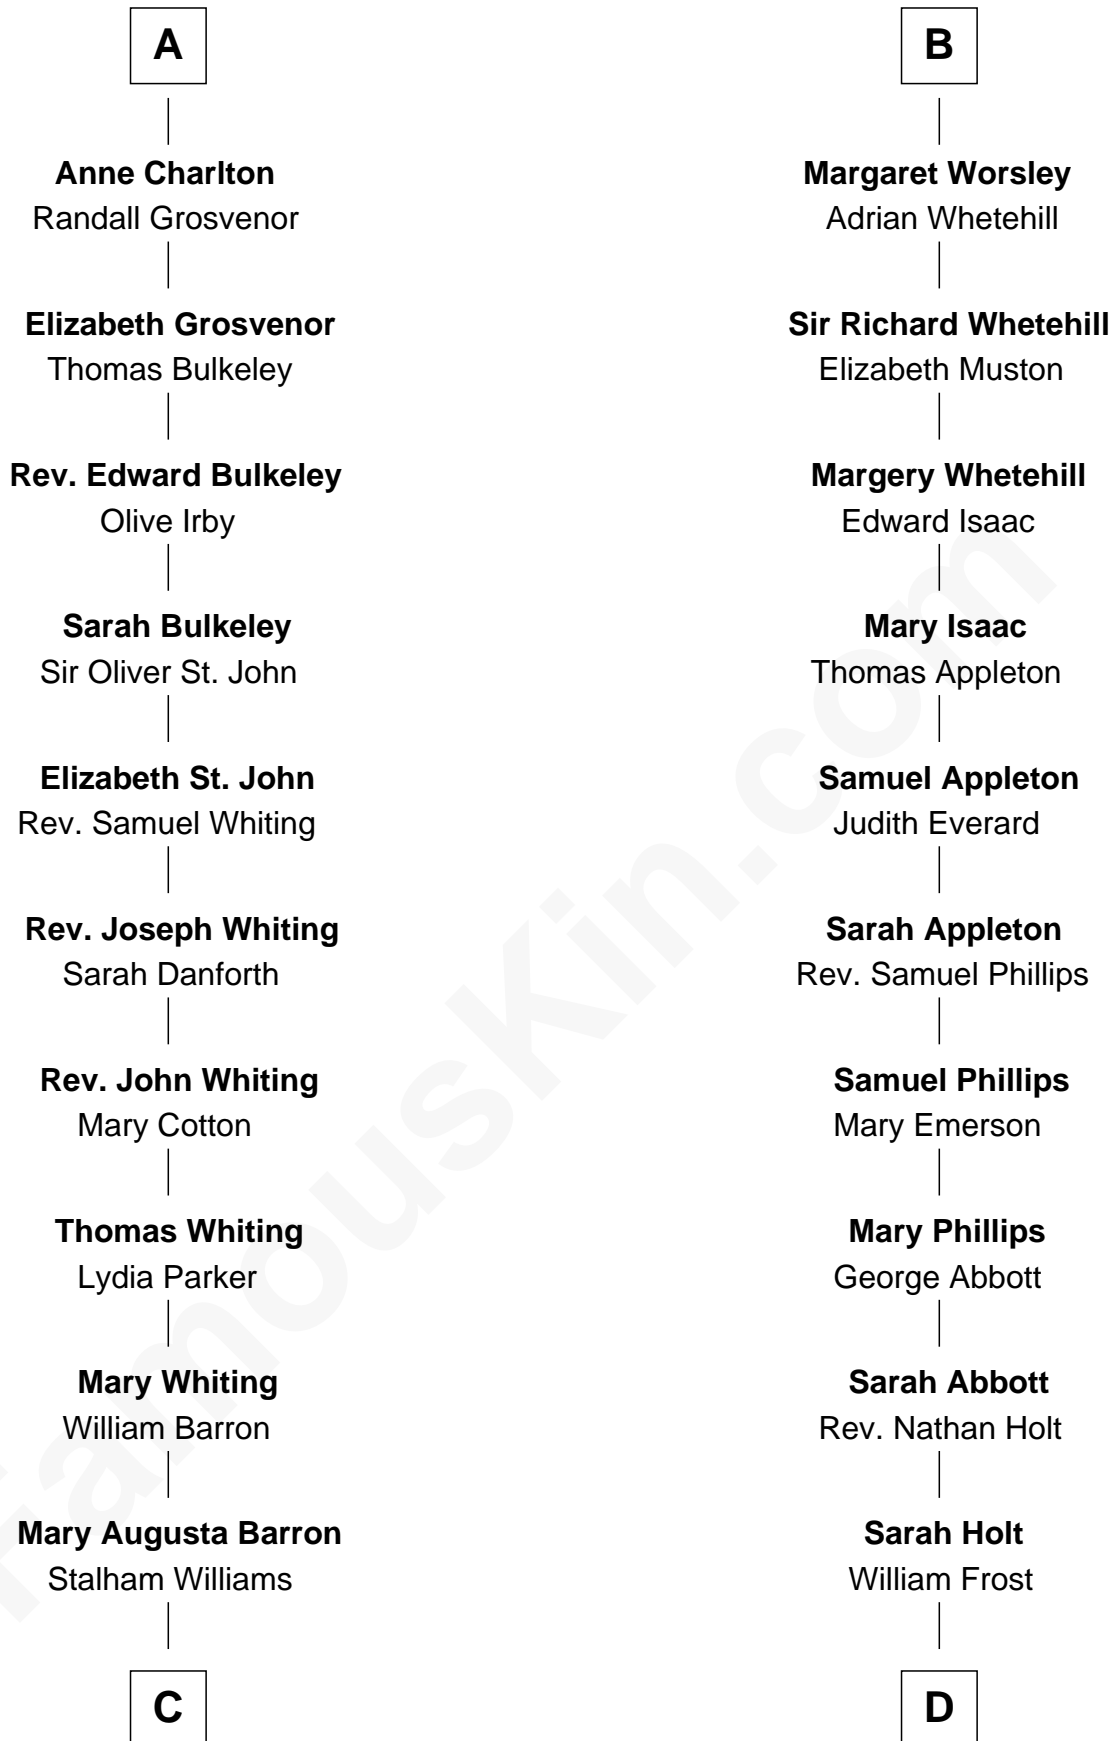 A
Anne Charlton
Randall Grosvenor
Elizabeth Grosvenor
Thomas Bulkeley
Rev. Edward Bulkeley
Olive Irby
Sarah Bulkeley
Sir Oliver St. John
Elizabeth St. John
Rev. Samuel Whiting
Rev. Joseph Whiting
Sarah Danforth
Rev. John Whiting
Mary Cotton
Thomas Whiting
Lydia Parker
Mary Whiting
William Barron
Mary Augusta Barron
Stalham Williams
C
B
Margaret Worsley
Adrian Whetehill
Sir Richard Whetehill
Elizabeth Muston
Margery Whetehill
Edward Isaac
Mary Isaac
Thomas Appleton
Samuel Appleton
Judith Everard
Sarah Appleton
Rev. Samuel Phillips
Samuel Phillips
Mary Emerson
Mary Phillips
George Abbott
Sarah Abbott
Rev. Nathan Holt
Sarah Holt
William Frost
D
FamousKin.com